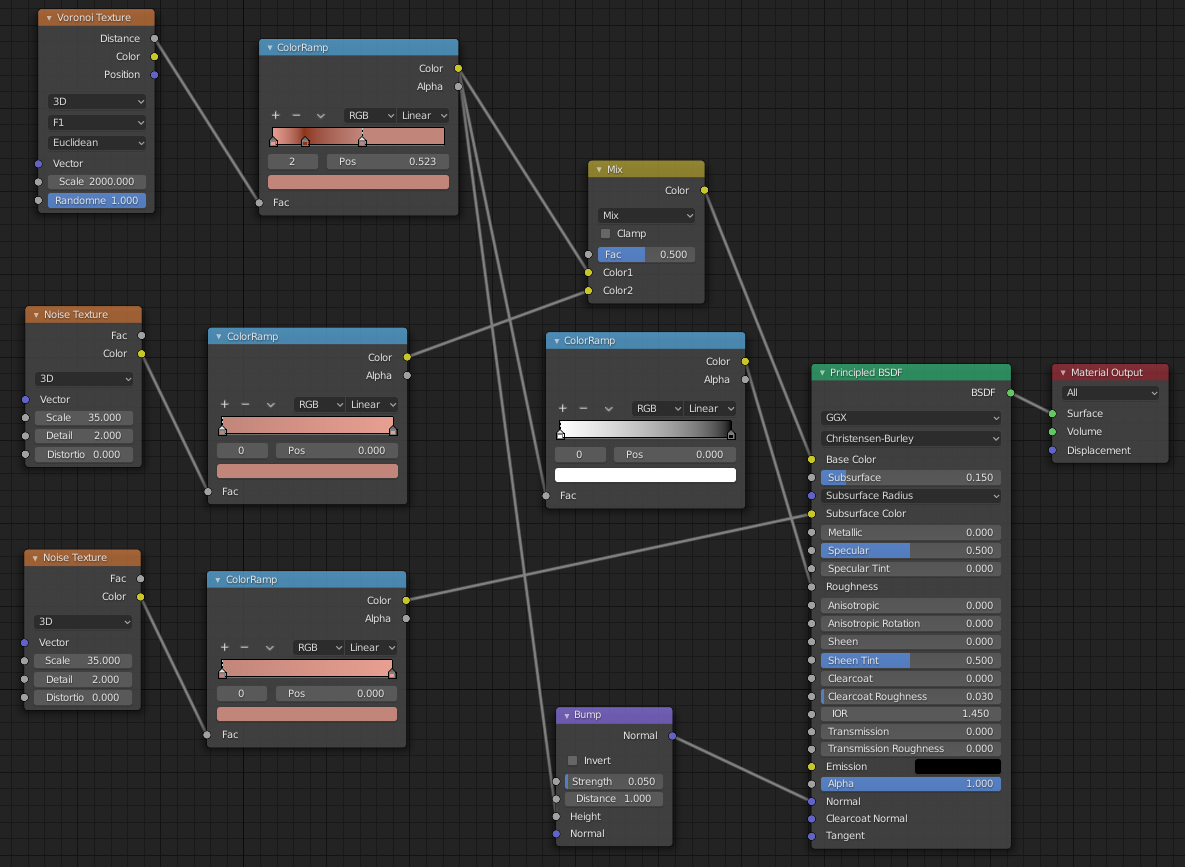 Voronoi Texture
Distance
Color
Position
3D
F1
Euclidean
Vector
Scale 2000.000
Randomne 1.000
ColorRamp
Color
Alpha
+ − RGB Linear
2 Pos 0.523
Fac
Mix
Color
Mix
Clamp
Fac 0.500
Color1
Color2
Noise Texture
Fac
Color
3D
Vector
Scale 35.000
Detail 2.000
Distortio 0.000
ColorRamp
Color
Alpha
+ − RGB Linear
0 Pos 0.000
Fac
ColorRamp
Color
Alpha
+ − RGB Linear
0 Pos 0.000
Fac
Noise Texture
Fac
Color
3D
Vector
Scale 35.000
Detail 2.000
Distortio 0.000
ColorRamp
Color
Alpha
+ − RGB Linear
0 Pos 0.000
Fac
Bump
Normal
Invert
Strength 0.050
Distance 1.000
Height
Normal
Principled BSDF
BSDF
GGX
Christensen-Burley
Base Color
Subsurface 0.150
Subsurface Radius
Subsurface Color
Metallic 0.000
Specular 0.500
Specular Tint 0.000
Roughness
Anisotropic 0.000
Anisotropic Rotation 0.000
Sheen 0.000
Sheen Tint 0.500
Clearcoat 0.000
Clearcoat Roughness 0.030
IOR 1.450
Transmission 0.000
Transmission Roughness 0.000
Emission
Alpha 1.000
Normal
Clearcoat Normal
Tangent
Material Output
All
Surface
Volume
Displacement